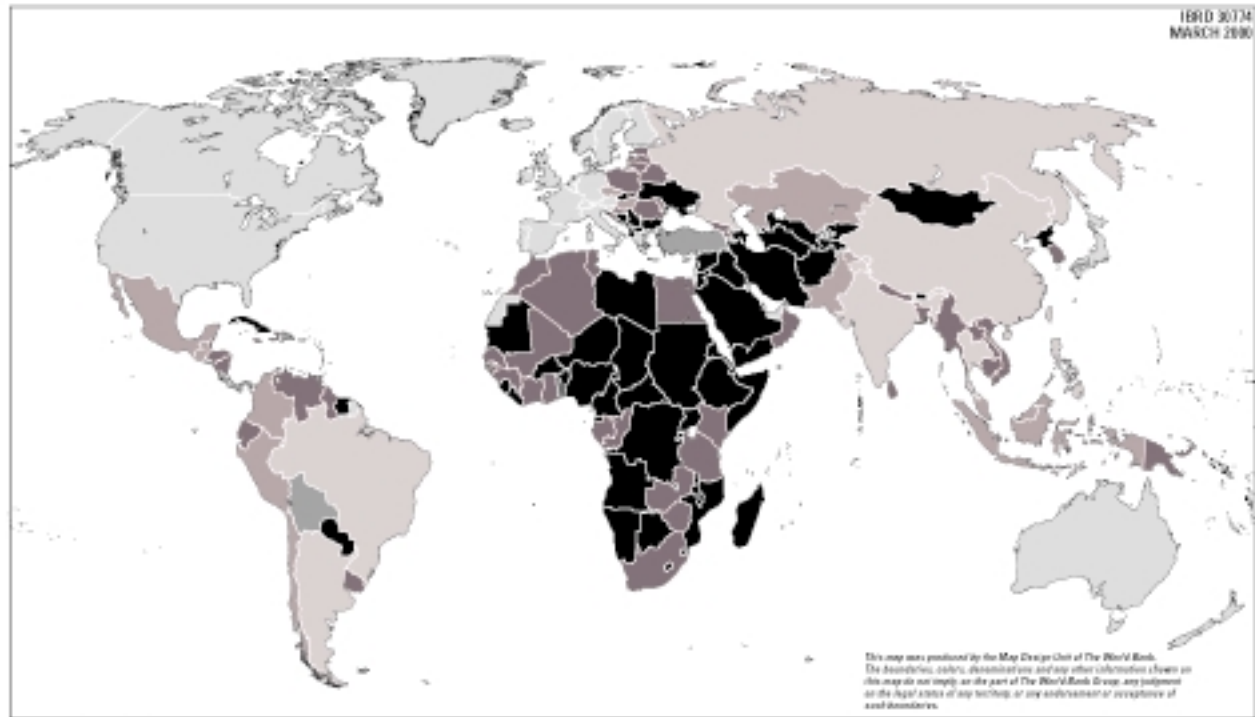 IBRD 30774
MARCH 2000
This map was produced by the Map Design Unit of The World Bank.
The boundaries, colors, denominations and any other information shown on
this map do not imply, on the part of The World Bank Group, any judgment
on the legal status of any territory, or any endorsement or acceptance of
such boundaries.